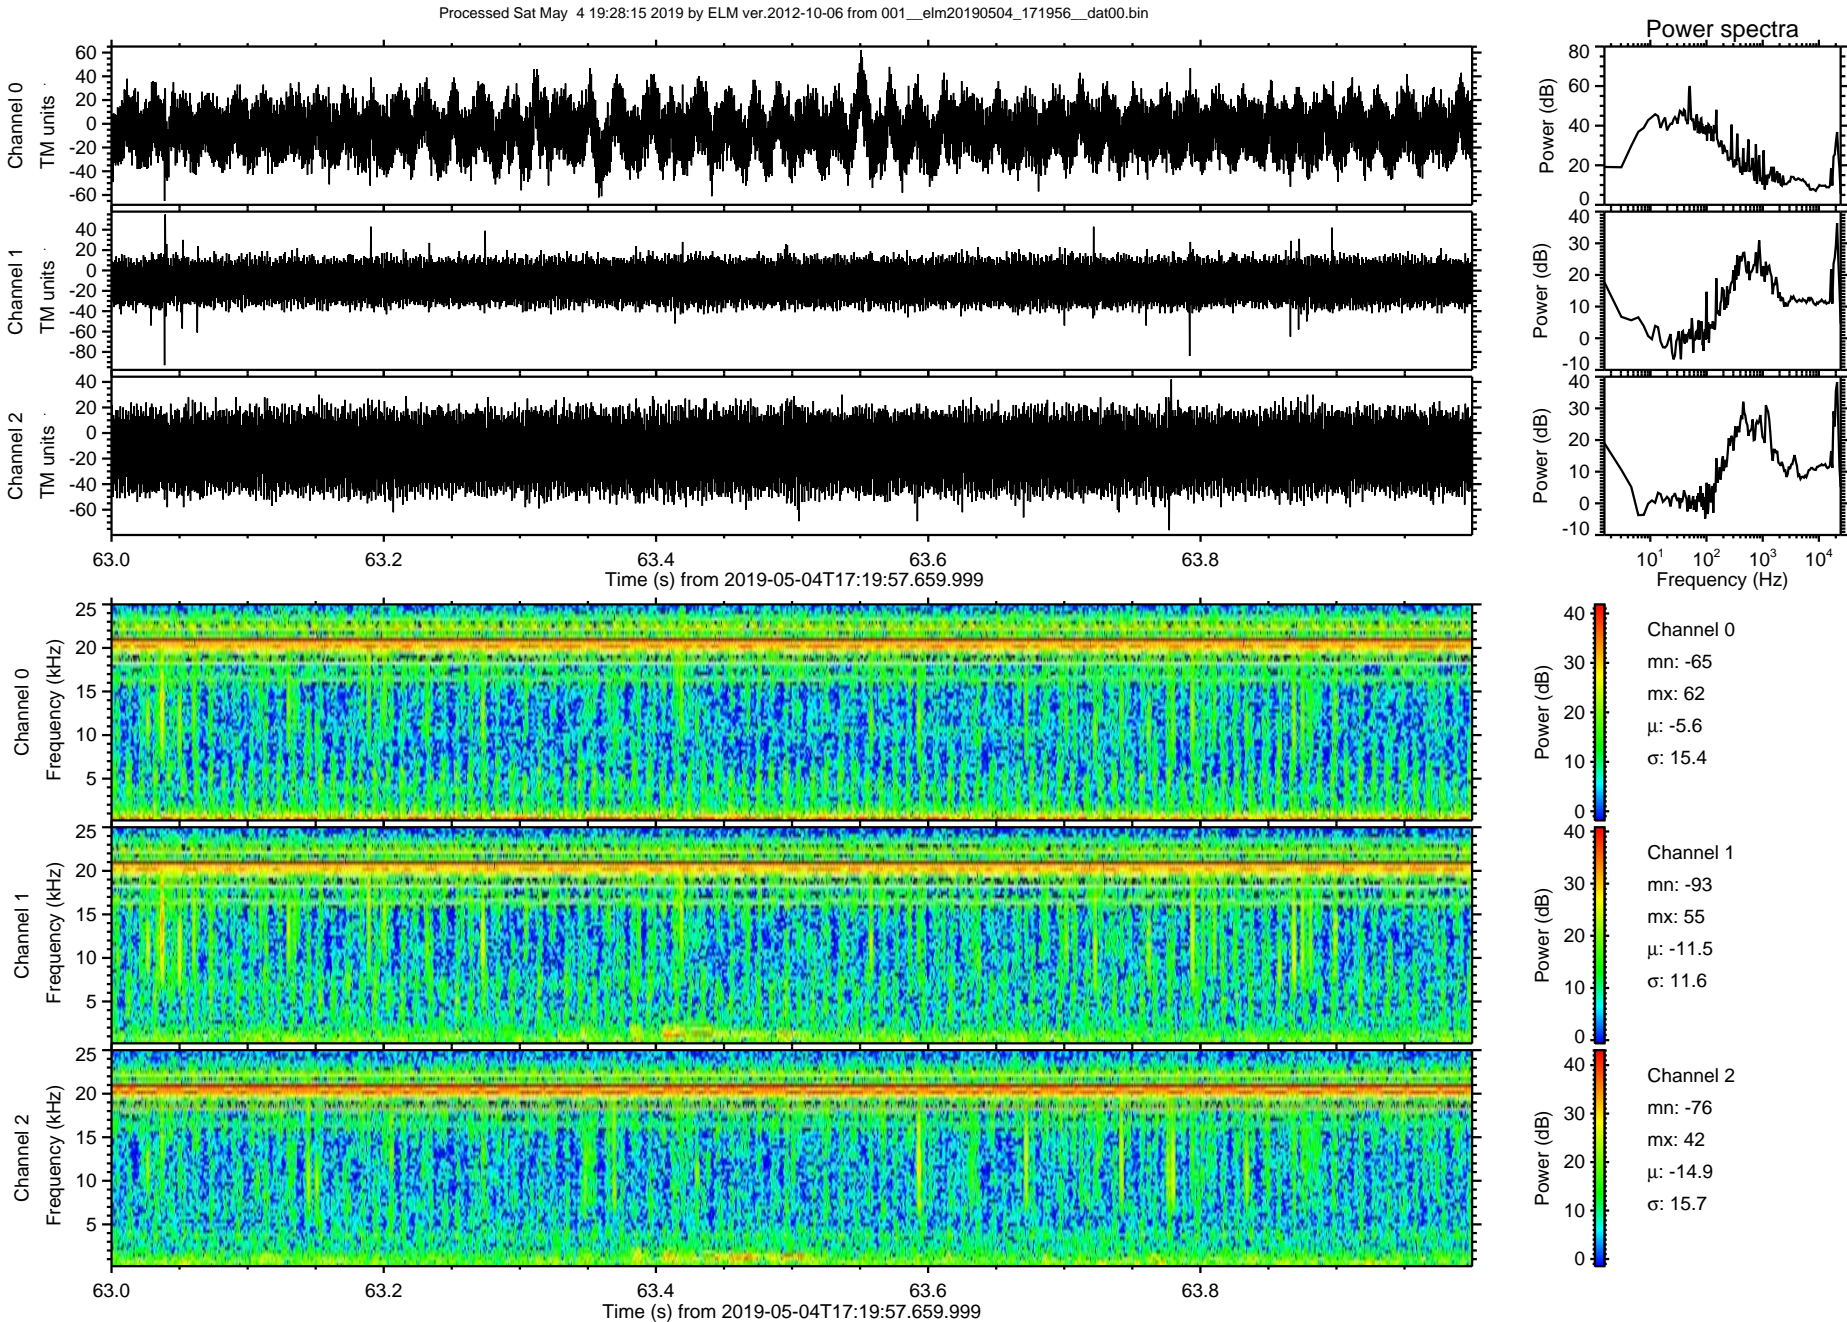 Processed Sat May  4 19:28:15 2019 by ELM ver.2012-10-06 from 001__elm20190504_171956__dat00.bin
Power spectra
Channel 0
TM units
60
40
20
0
-20
-40
-60
Power (dB)
80
60
40
20
0
Channel 1
TM units
40
20
0
-20
-40
-60
-80
Power (dB)
40
30
20
10
0
-10
Channel 2
TM units
40
20
0
-20
-40
-60
Power (dB)
40
30
20
10
0
-10
63.0 63.2 63.4 63.6 63.8
Time (s) from 2019-05-04T17:19:57.659.999
10^1 10^2 10^3 10^4
Frequency (Hz)
Channel 0
Frequency (kHz)
25
20
15
10
5
Power (dB)
40
30
20
10
0
Channel 0
mn: -65
mx: 62
μ: -5.6
σ: 15.4
Channel 1
Frequency (kHz)
25
20
15
10
5
Power (dB)
40
30
20
10
0
Channel 1
mn: -93
mx: 55
μ: -11.5
σ: 11.6
Channel 2
Frequency (kHz)
25
20
15
10
5
Power (dB)
40
30
20
10
0
Channel 2
mn: -76
mx: 42
μ: -14.9
σ: 15.7
63.0 63.2 63.4 63.6 63.8
Time (s) from 2019-05-04T17:19:57.659.999